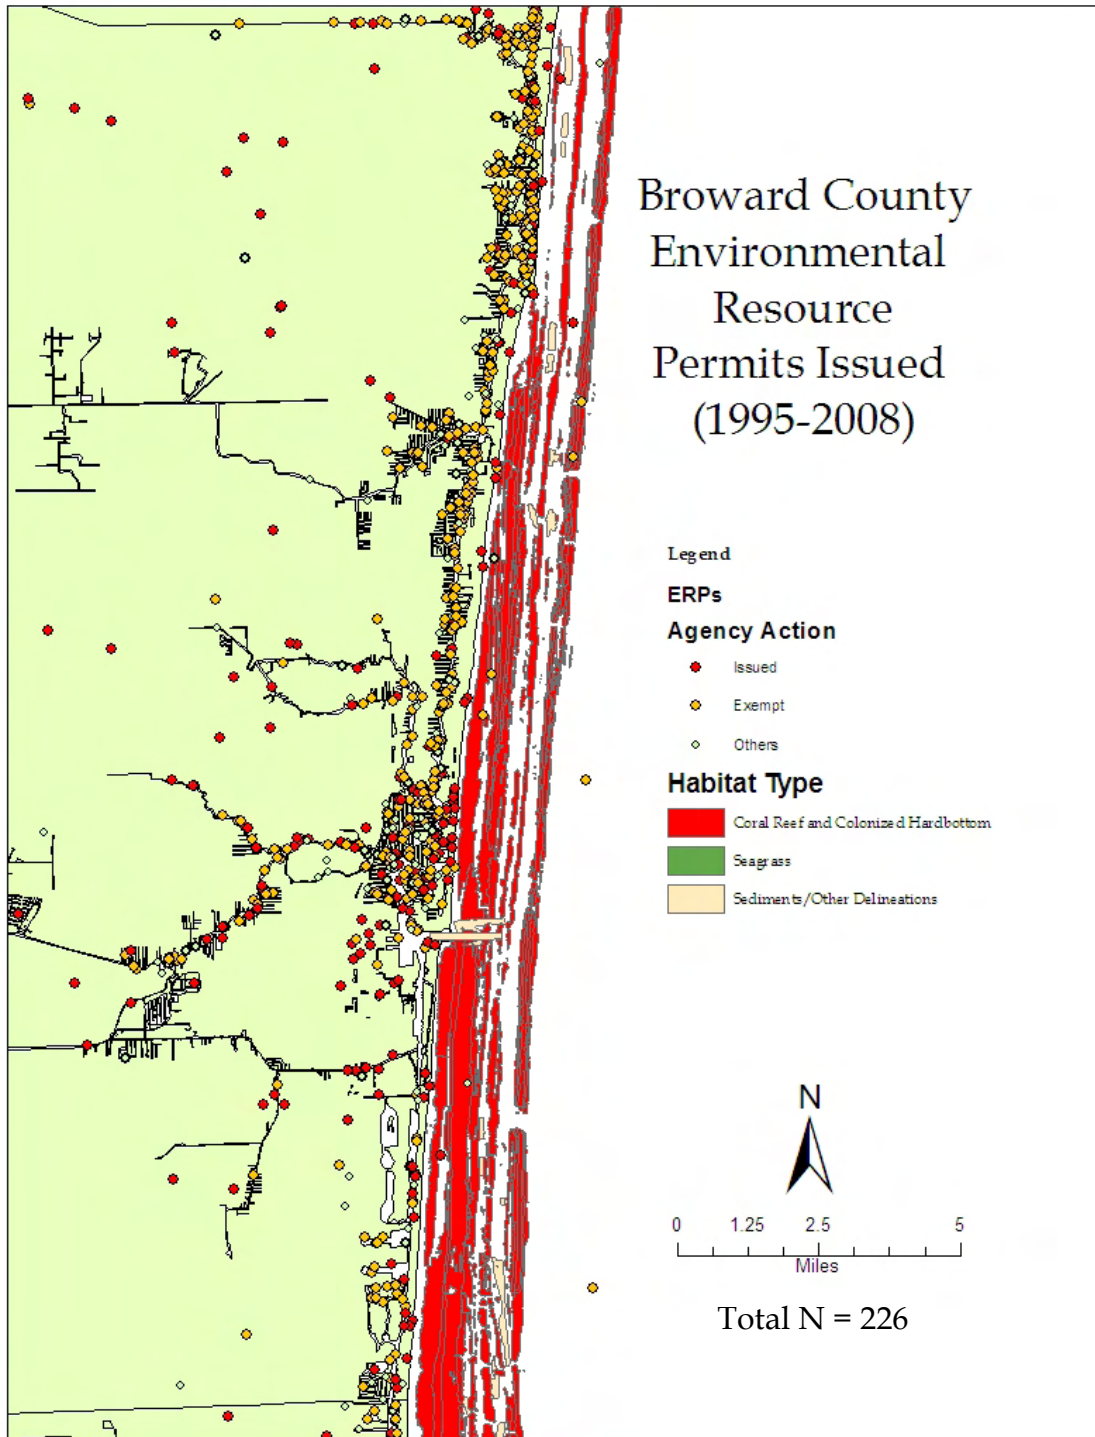 Broward County
Environmental
Resource
Permits Issued
(1995-2008)
Legend
ERPs
Agency Action
Issued
Exempt
Others
Habitat Type
Coral Reef and Colonized Hardbottom
Seagrass
Sediments/Other Delineations
N
0 1.25 2.5 5
Miles
Total N = 226